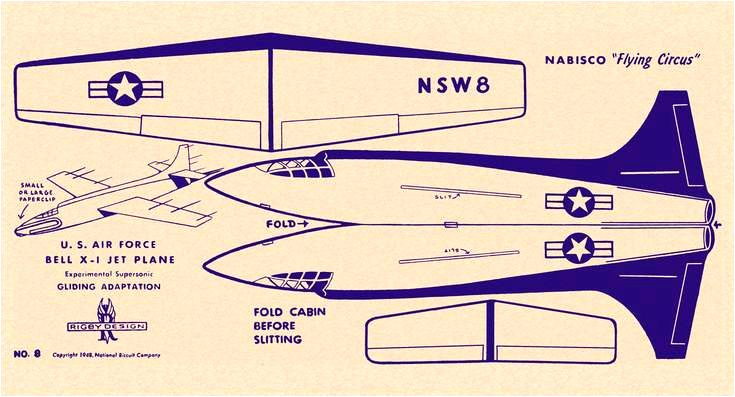 NABISCO "Flying Circus"
NSW8
SMALL
OR LARGE
PAPERCLIP
SLIT
FOLD→
SLIT
U. S. AIR FORCE
BELL X-1 JET PLANE
Experimental Supersonic
GLIDING ADAPTATION
RIGBY DESIGN
FOLD CABIN
BEFORE
SLITTING
NO. 8
Copyright 1948, National Biscuit Company